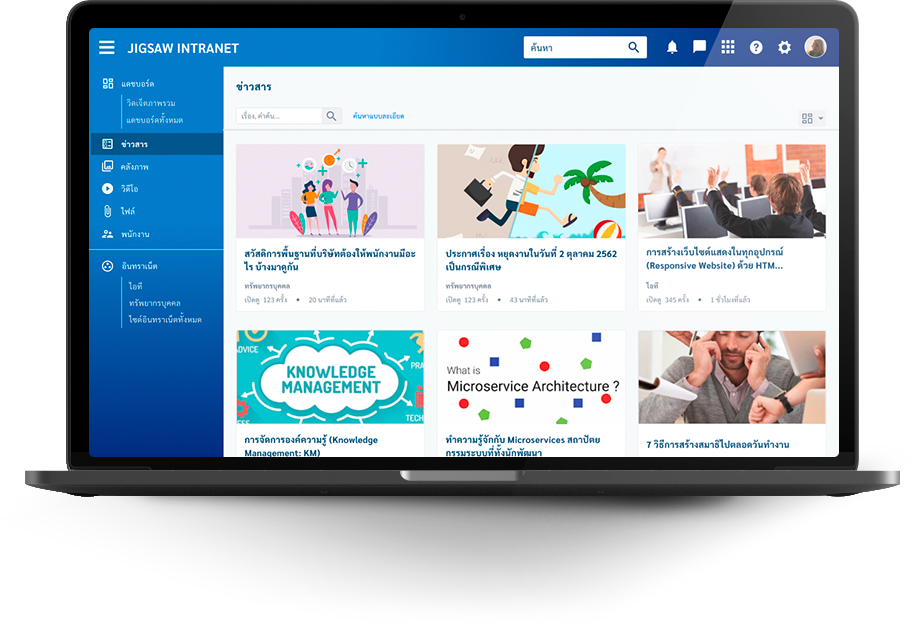 JIGSAW INTRANET
ค้นหา
แดชบอร์ด
วิดเจ็ตภาพรวม
แดชบอร์ดทั้งหมด
ข่าวสาร
คลังภาพ
วิดีโอ
ไฟล์
พนักงาน
อินทราเน็ต
ไอที
ทรัพยากรบุคคล
ไซต์อินทราเน็ตทั้งหมด
ข่าวสาร
เรื่อง, คำค้น...
ค้นหาแบบละเอียด
สวัสดิการพื้นฐานที่บริษัทต้องให้พนักงานมีอะ
ไร บ้างมาดูกัน
ทรัพยากรบุคคล
เปิดดู 123 ครั้ง • 20 นาทีที่แล้ว
ประกาศเรื่อง หยุดงานในวันที่ 2 ตุลาคม 2562
เป็นกรณีพิเศษ
ทรัพยากรบุคคล
เปิดดู 123 ครั้ง • 43 นาทีที่แล้ว
การสร้างเว็บไซต์แสดงในทุกอุปกรณ์
(Responsive Website) ด้วย HTM...
ไอที
เปิดดู 345 ครั้ง • 1 ชั่วโมงที่แล้ว
ADVICE
KNOWLEDGE
MANAGEMENT
PRA
TECH
การจัดการองค์ความรู้ (Knowledge
Management: KM)
What is
Microservice Architecture ?
ทำความรู้จักกับ Microservices สถาปัตย
กรรมระบบที่ทั้งนักพัฒนา
7 วิธีการสร้างสมาธิไปตลอดวันทำงาน